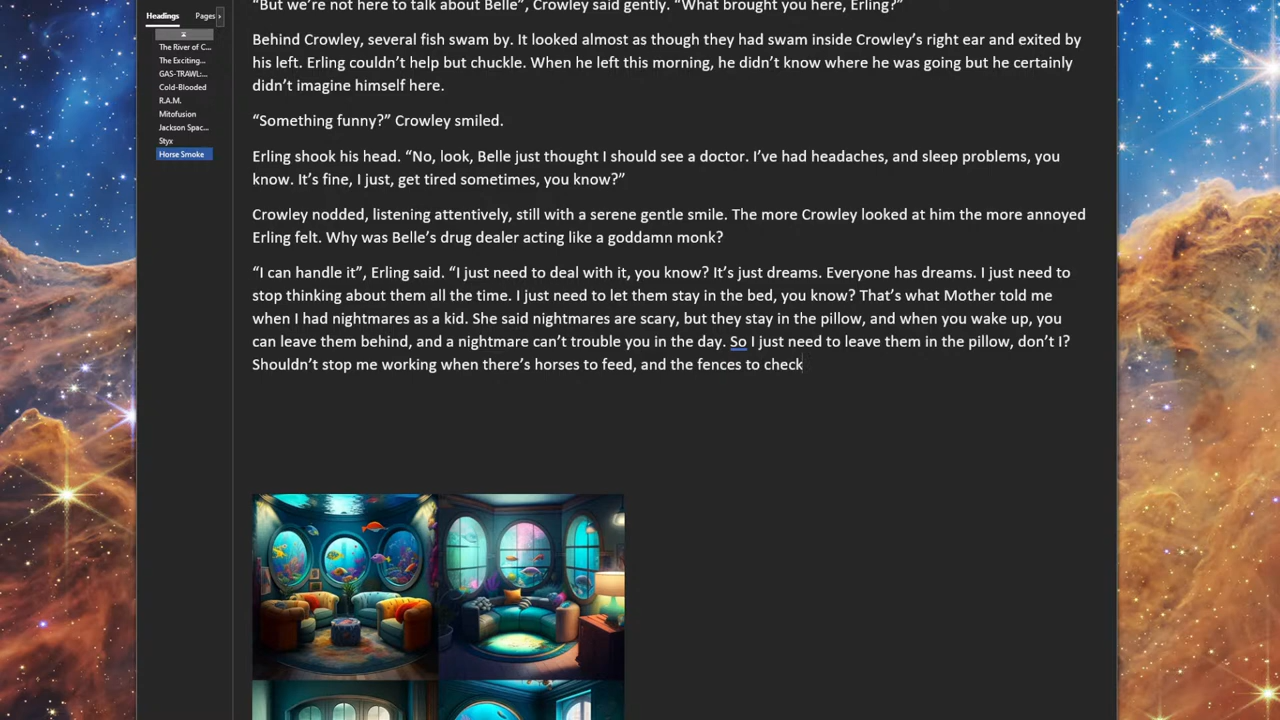 Headings
Pages
The River of C...
The Exciting...
GAS-TRAWL:...
Cold-Blooded
R.A.M.
Mitofusion
Jackson Spac...
Styx
Horse Smoke
“But we’re not here to talk about Belle”, Crowley said gently. “What brought you here, Erling?”
Behind Crowley, several fish swam by. It looked almost as though they had swam inside Crowley’s right ear and exited by
his left. Erling couldn’t help but chuckle. When he left this morning, he didn’t know where he was going but he certainly
didn’t imagine himself here.
“Something funny?” Crowley smiled.
Erling shook his head. “No, look, Belle just thought I should see a doctor. I’ve had headaches, and sleep problems, you
know. It’s fine, I just, get tired sometimes, you know?”
Crowley nodded, listening attentively, still with a serene gentle smile. The more Crowley looked at him the more annoyed
Erling felt. Why was Belle’s drug dealer acting like a goddamn monk?
“I can handle it”, Erling said. “I just need to deal with it, you know? It’s just dreams. Everyone has dreams. I just need to
stop thinking about them all the time. I just need to let them stay in the bed, you know? That’s what Mother told me
when I had nightmares as a kid. She said nightmares are scary, but they stay in the pillow, and when you wake up, you
can leave them behind, and a nightmare can’t trouble you in the day. So I just need to leave them in the pillow, don’t I?
Shouldn’t stop me working when there’s horses to feed, and the fences to check